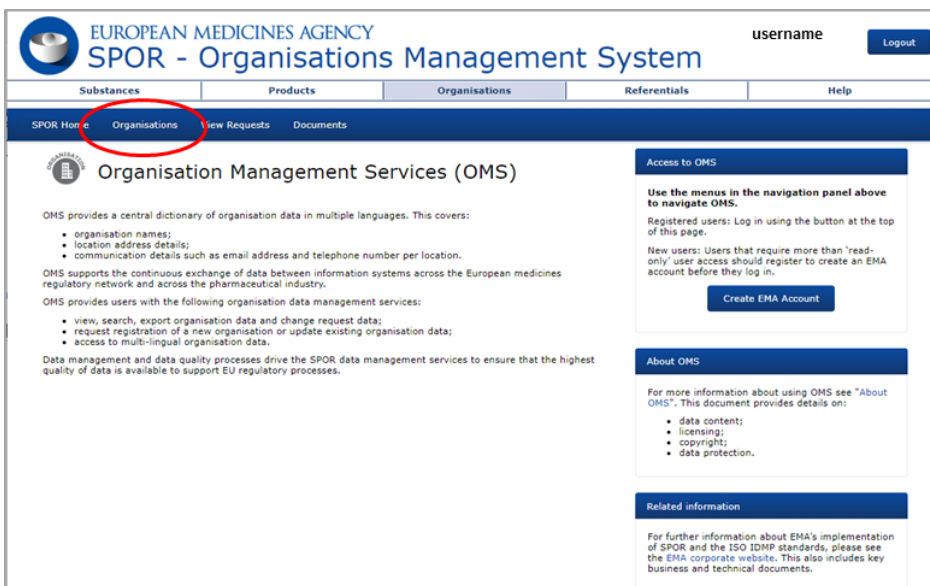 EUROPEAN MEDICINES AGENCY
SPOR - Organisations Management System
username
Logout
Substances
Products
Organisations
Referentials
Help
SPOR Home
Organisations
View Requests
Documents
ORGANISATION
Organisation Management Services (OMS)
OMS provides a central dictionary of organisation data in multiple languages. This covers:
• organisation names;
• location address details;
• communication details such as email address and telephone number per location.
OMS supports the continuous exchange of data between information systems across the European medicines
regulatory network and across the pharmaceutical industry.
OMS provides users with the following organisation data management services:
• view, search, export organisation data and change request data;
• request registration of a new organisation or update existing organisation data;
• access to multi-lingual organisation data.
Data management and data quality processes drive the SPOR data management services to ensure that the highest
quality of data is available to support EU regulatory processes.
Access to OMS
Use the menus in the navigation panel above
to navigate OMS.
Registered users: Log in using the button at the top
of this page.
New users: Users that require more than 'read-
only' user access should register to create an EMA
account before they log in.
Create EMA Account
About OMS
For more information about using OMS see "About
OMS". This document provides details on:
• data content;
• licensing;
• copyright;
• data protection.
Related information
For further information about EMA's implementation
of SPOR and the ISO IDMP standards, please see
the EMA corporate website. This also includes key
business and technical documents.